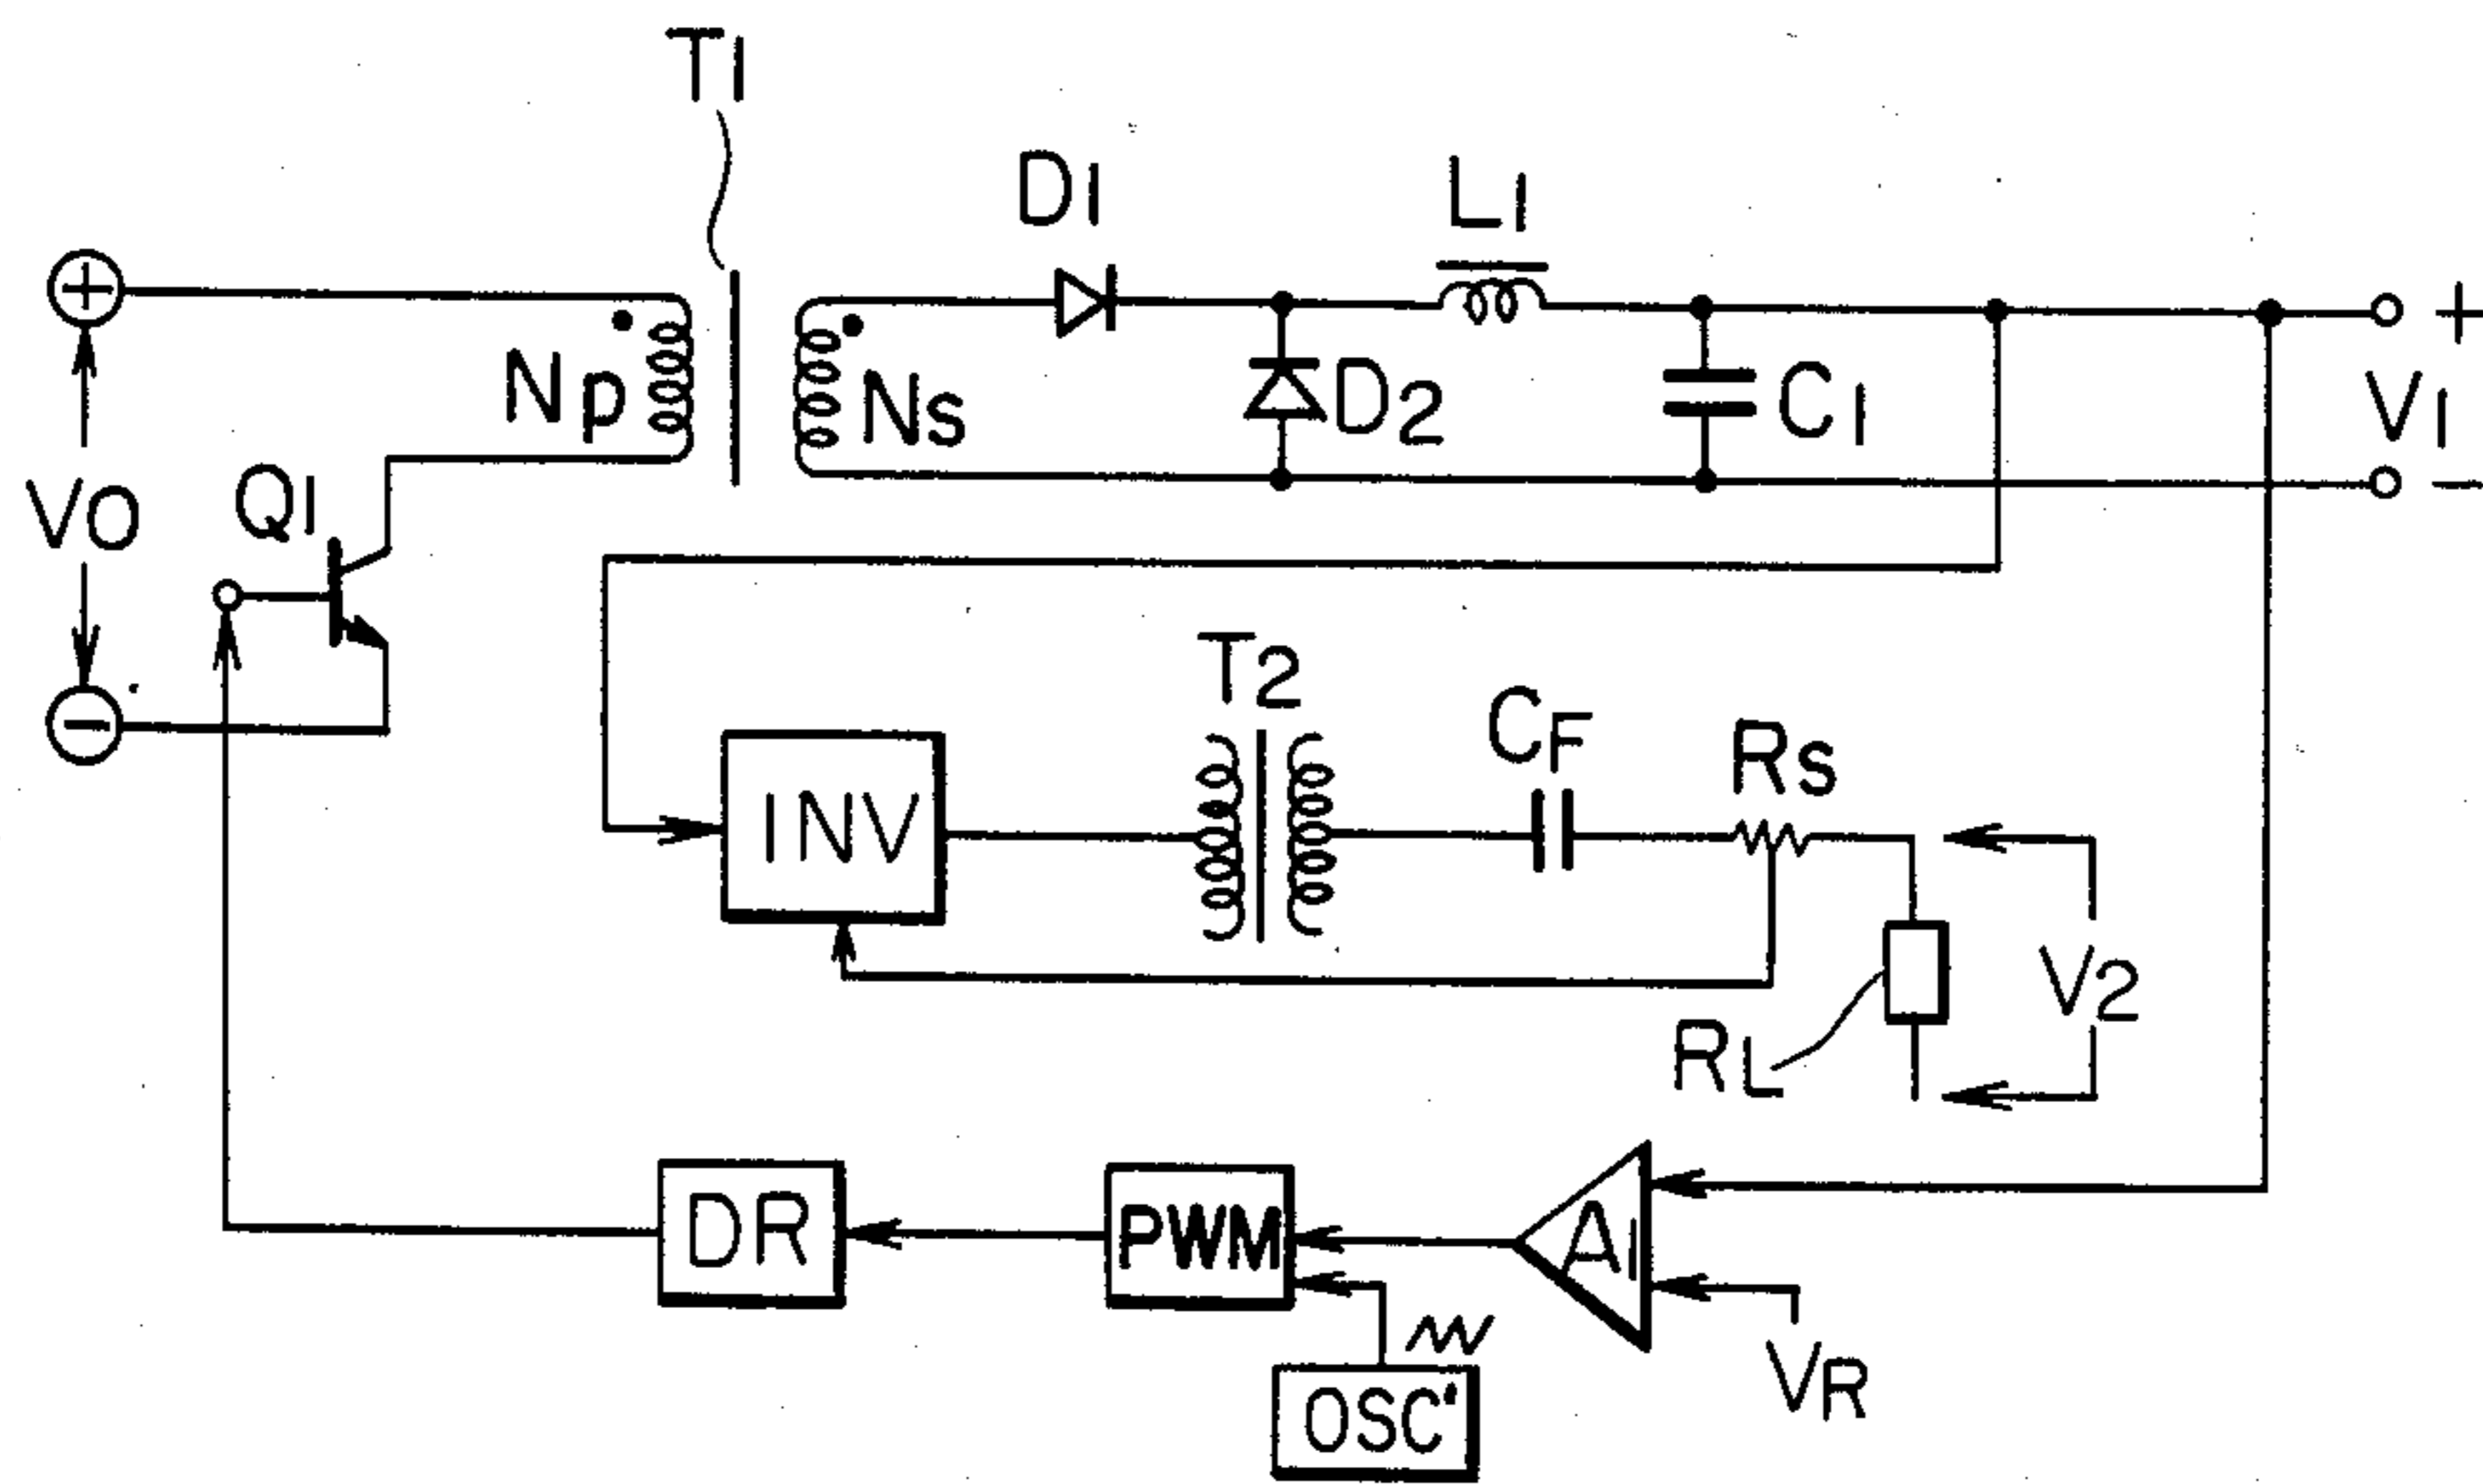 T1
D1
L1
+
NP
NS
D2
C1
V1
V0
Q1
−
T2
CF
RS
INV
V2
RL
DR
PWM
A1
OSC
VR